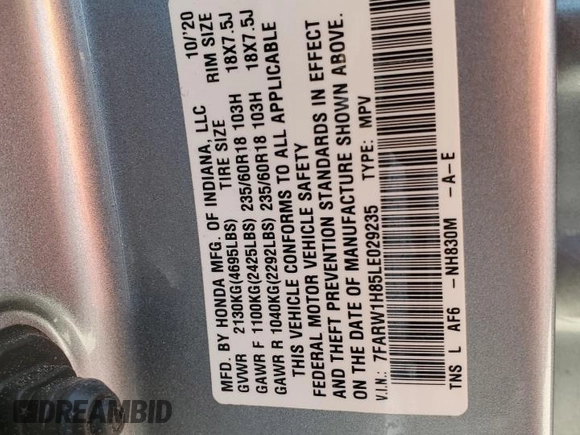 MFD. BY HONDA MFG. OF INDIANA, LLC 10/'20
TIRE SIZE RIM SIZE
GVWR 2130KG(4695LBS)
GAWR F 1100KG(2425LBS) 235/60R18 103H 18X7.5J
GAWR R 1040KG(2292LBS) 235/60R18 103H 18X7.5J
THIS VEHICLE CONFORMS TO ALL APPLICABLE
FEDERAL MOTOR VEHICLE SAFETY
AND THEFT PREVENTION STANDARDS IN EFFECT
ON THE DATE OF MANUFACTURE SHOWN ABOVE.
V.I.N.: 7FARW1H85LE029235 TYPE: MPV
TNS L AF6 -NH830M -A-E
DREAMBID